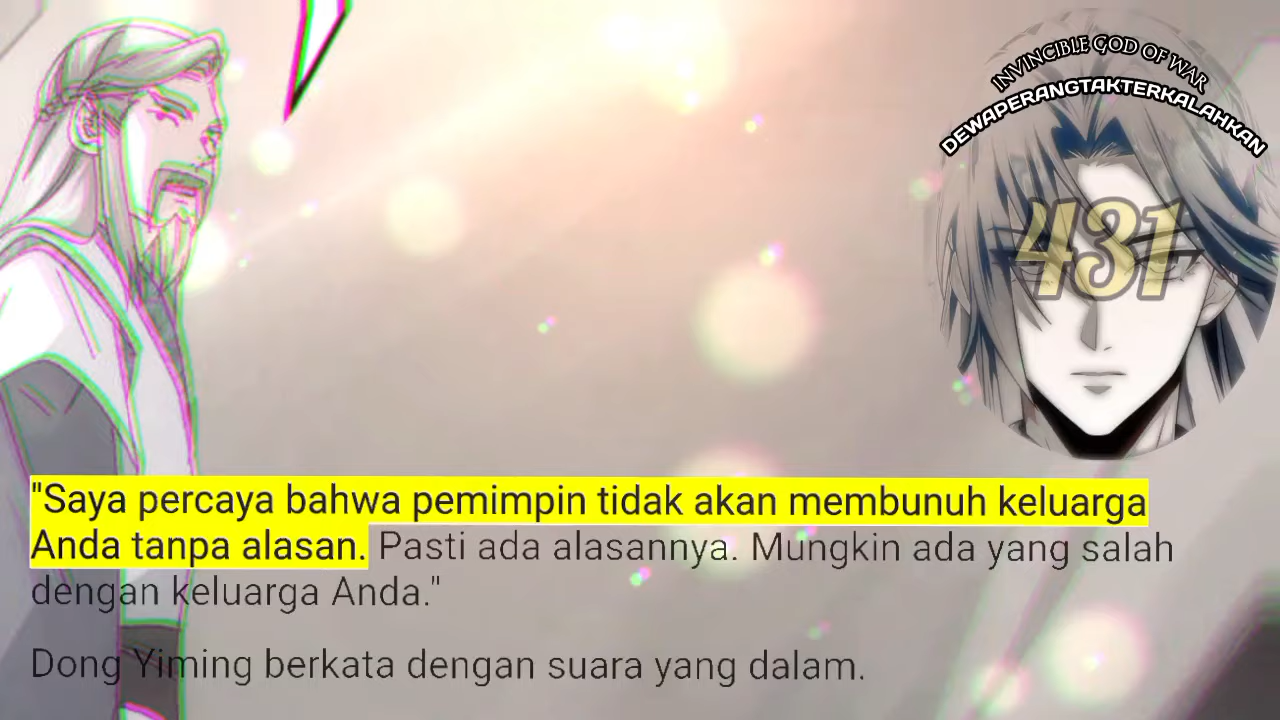 INVINCIBLE GOD OF WAR
DEWAPERANGTAKTERKALAHKAN
431
"Saya percaya bahwa pemimpin tidak akan membunuh keluarga
Anda tanpa alasan. Pasti ada alasannya. Mungkin ada yang salah
dengan keluarga Anda."
Dong Yiming berkata dengan suara yang dalam.